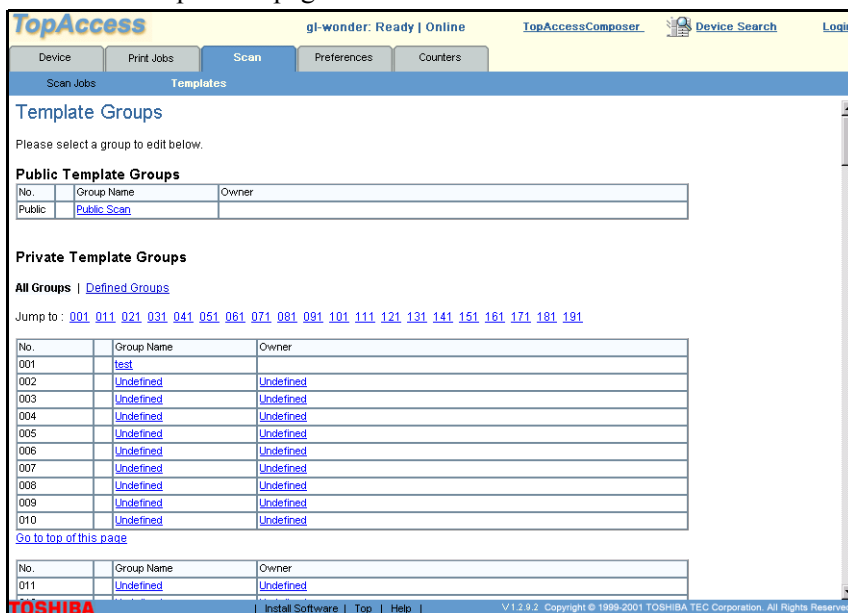 TopAccess gl-wonder: Ready | Online TopAccessComposer Device Search Login
Device Print Jobs Scan Preferences Counters
Scan Jobs Templates
Template Groups
Please select a group to edit below.
Public Template Groups
No. Group Name Owner
Public Public Scan
Private Template Groups
All Groups | Defined Groups
Jump to : 001 011 021 031 041 051 061 071 081 091 101 111 121 131 141 151 161 171 181 191
No. Group Name Owner
001 test
002 Undefined Undefined
003 Undefined Undefined
004 Undefined Undefined
005 Undefined Undefined
006 Undefined Undefined
007 Undefined Undefined
008 Undefined Undefined
009 Undefined Undefined
010 Undefined Undefined
Go to top of this page
No. Group Name Owner
011 Undefined Undefined
TOSHIBA | Install Software | Top | Help | V1.2.9.2 Copyright © 1999-2001 TOSHIBA TEC Corporation. All Rights Reserve